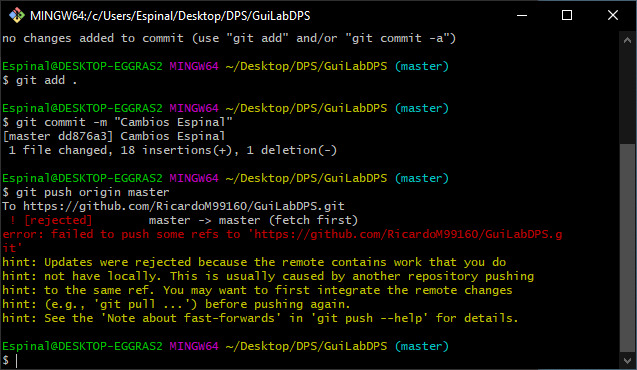 MINGW64:/c/Users/Espinal/Desktop/DPS/GuiLabDPS
no changes added to commit (use "git add" and/or "git commit -a")
Espinal@DESKTOP-EGGRAS2 MINGW64 ~/Desktop/DPS/GuiLabDPS (master)
$ git add .
Espinal@DESKTOP-EGGRAS2 MINGW64 ~/Desktop/DPS/GuiLabDPS (master)
$ git commit -m "Cambios Espinal"
[master dd876a3] Cambios Espinal
 1 file changed, 18 insertions(+), 1 deletion(-)
Espinal@DESKTOP-EGGRAS2 MINGW64 ~/Desktop/DPS/GuiLabDPS (master)
$ git push origin master
To https://github.com/RicardoM99160/GuiLabDPS.git
 ! [rejected]        master -> master (fetch first)
error: failed to push some refs to 'https://github.com/RicardoM99160/GuiLabDPS.g
it'
hint: Updates were rejected because the remote contains work that you do
hint: not have locally. This is usually caused by another repository pushing
hint: to the same ref. You may want to first integrate the remote changes
hint: (e.g., 'git pull ...') before pushing again.
hint: See the 'Note about fast-forwards' in 'git push --help' for details.
Espinal@DESKTOP-EGGRAS2 MINGW64 ~/Desktop/DPS/GuiLabDPS (master)
$